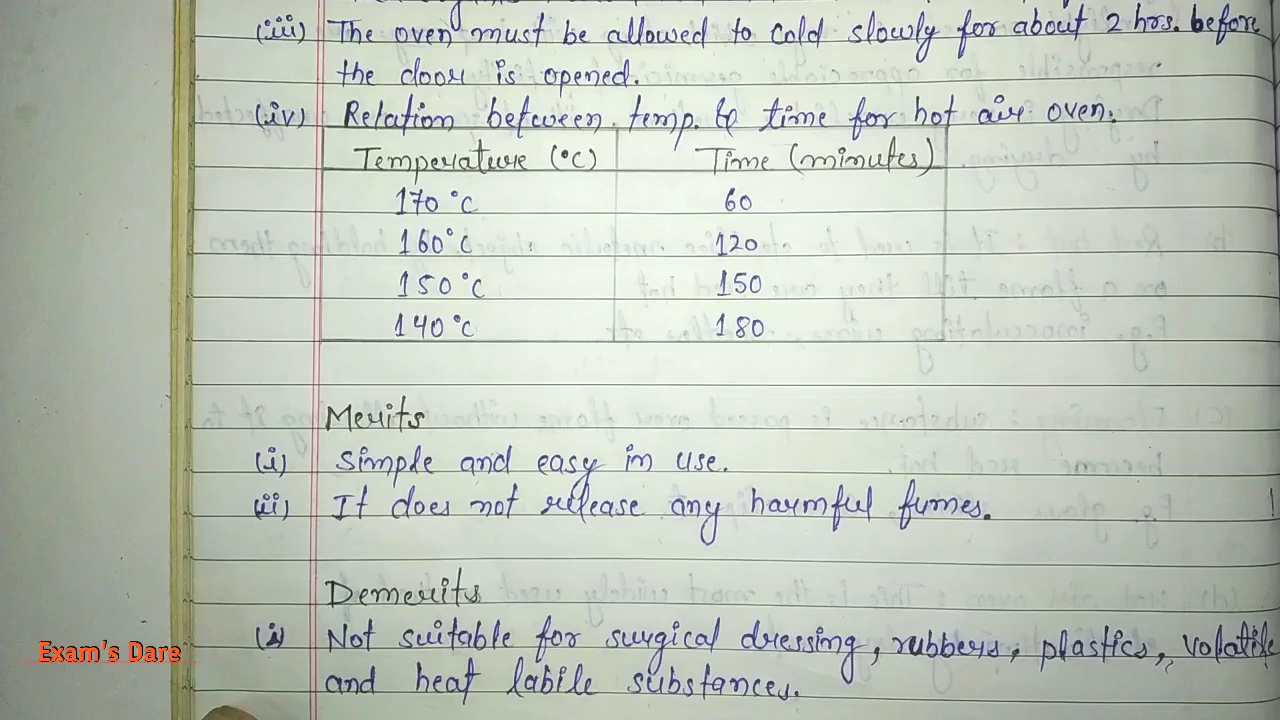 (iii) The oven must be allowed to cold slowly for about 2 hrs. before
the door is opened.
(iv) Relation between temp. & time for hot air oven.
Temperature (°C) Time (minutes)
170 °C 60
160°C 120
150 °C 150
140 °C 180
Merits
(i) Simple and easy in use.
(ii) It does not release any harmful fumes.
Demerits
(i) Not suitable for surgical dressing, rubbers, plastics, volatile
and heat labile substances.
Exam's Dare